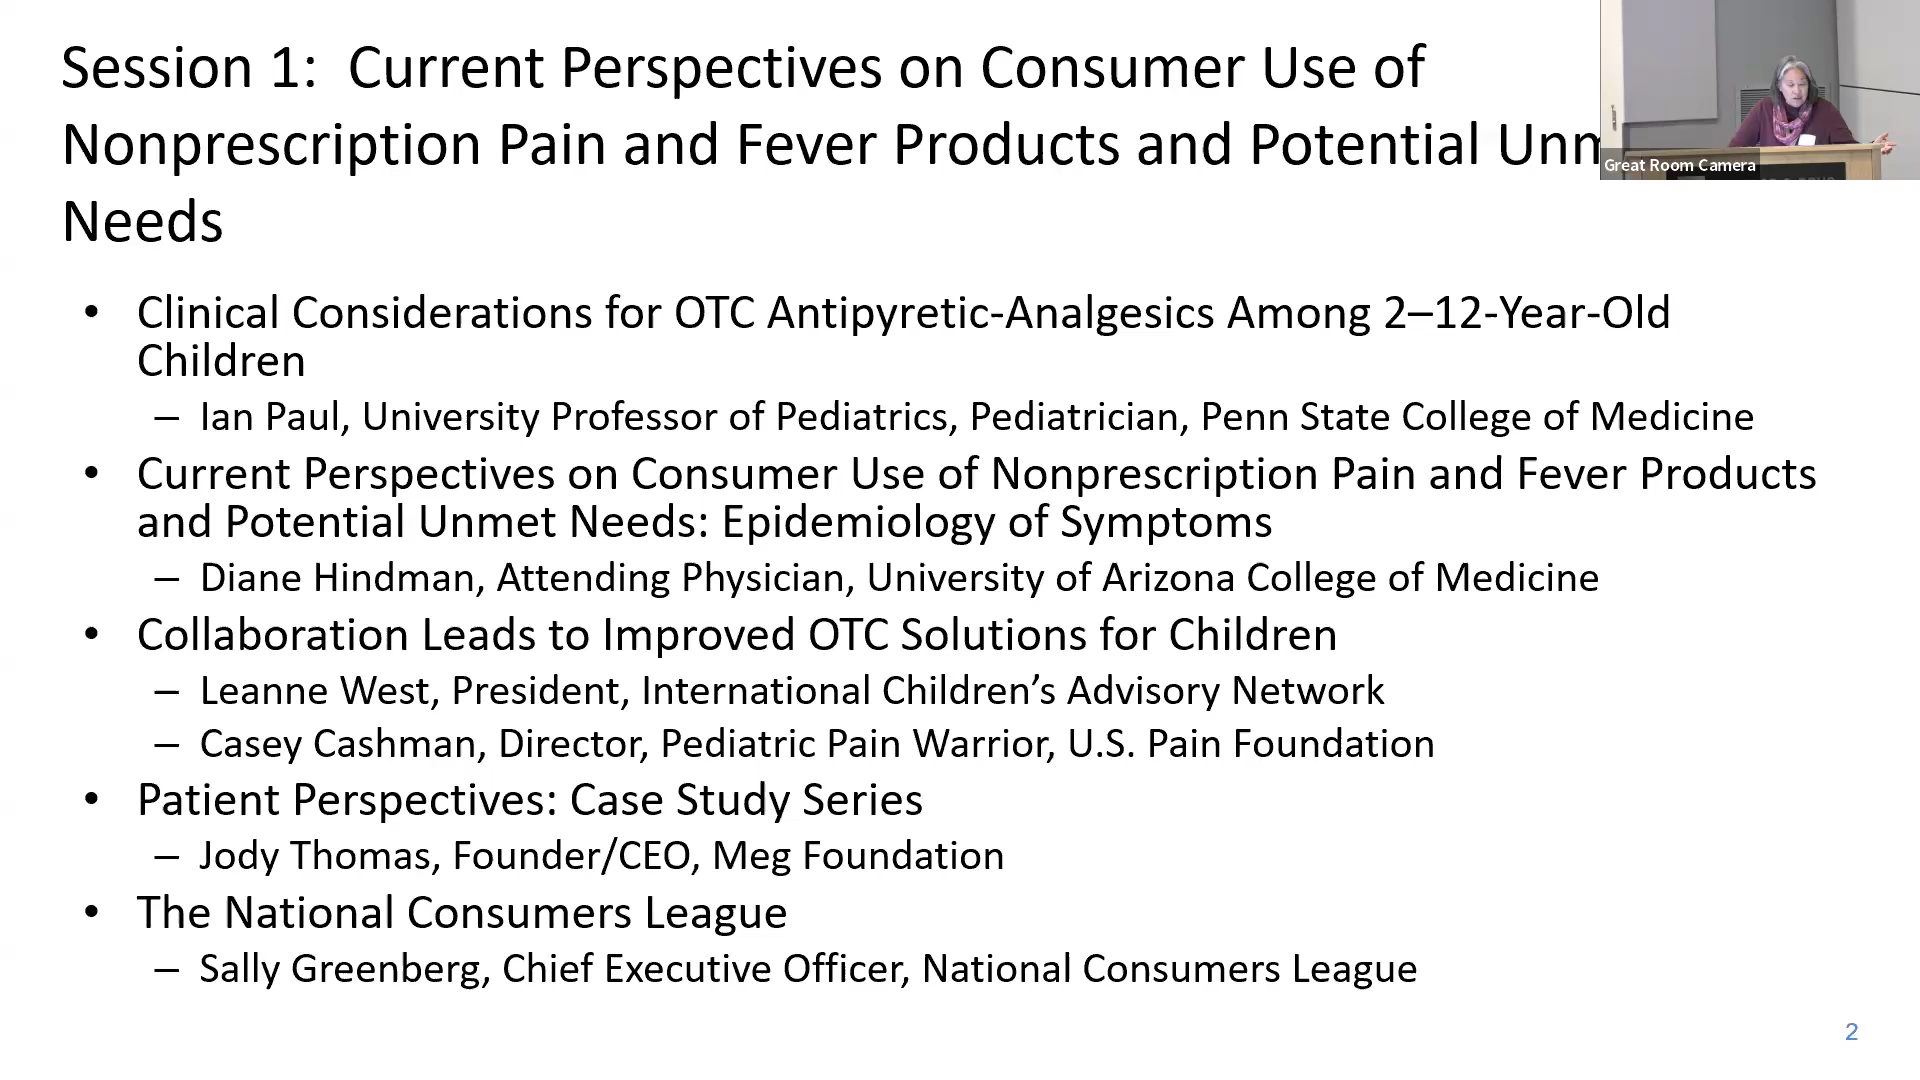 Session 1: Current Perspectives on Consumer Use of
Nonprescription Pain and Fever Products and Potential
Needs
Great Room Camera
• Clinical Considerations for OTC Antipyretic-Analgesics Among 2–12-Year-Old
Children
– Ian Paul, University Professor of Pediatrics, Pediatrician, Penn State College of Medicine
• Current Perspectives on Consumer Use of Nonprescription Pain and Fever Products
and Potential Unmet Needs: Epidemiology of Symptoms
– Diane Hindman, Attending Physician, University of Arizona College of Medicine
• Collaboration Leads to Improved OTC Solutions for Children
– Leanne West, President, International Children’s Advisory Network
– Casey Cashman, Director, Pediatric Pain Warrior, U.S. Pain Foundation
• Patient Perspectives: Case Study Series
– Jody Thomas, Founder/CEO, Meg Foundation
• The National Consumers League
– Sally Greenberg, Chief Executive Officer, National Consumers League
2